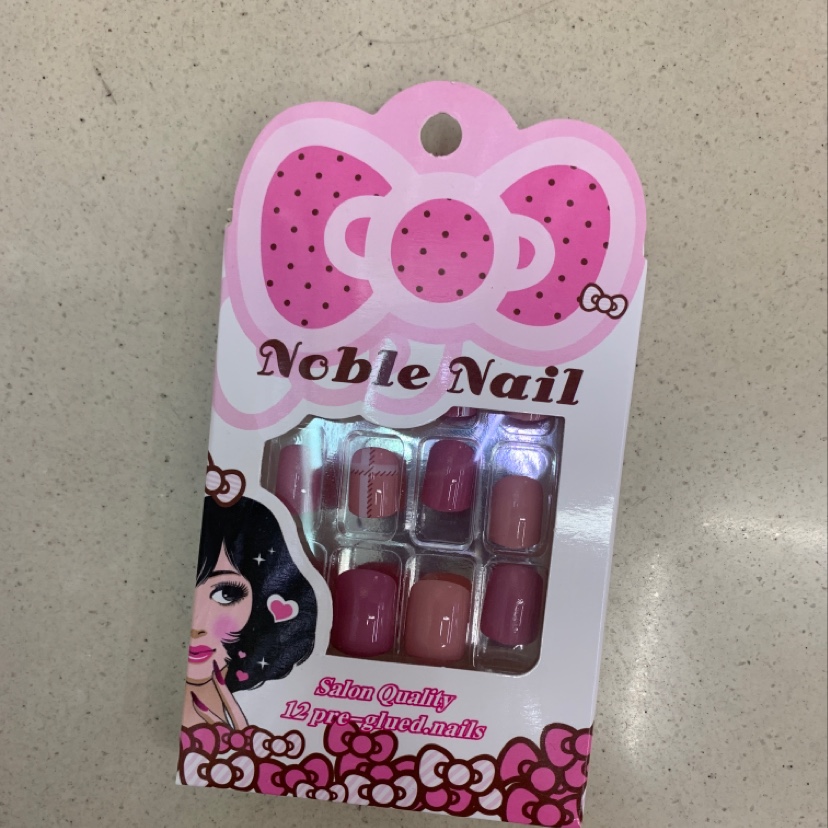 Noble Nail
Salon Quality
12 pre-glued.nails